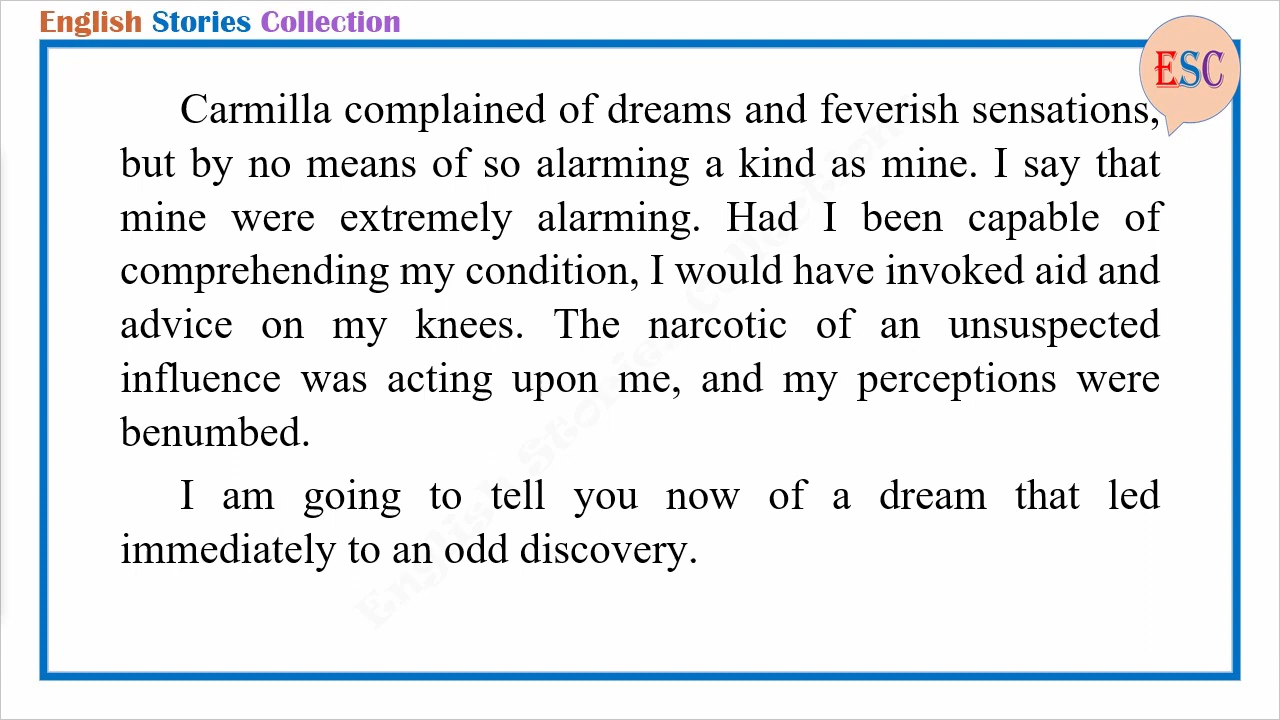 English Stories Collection
ESC
Carmilla complained of dreams and feverish sensations,
but by no means of so alarming a kind as mine. I say that
mine were extremely alarming. Had I been capable of
comprehending my condition, I would have invoked aid and
advice on my knees. The narcotic of an unsuspected
influence was acting upon me, and my perceptions were
benumbed.
I am going to tell you now of a dream that led
immediately to an odd discovery.
English Stories Collection